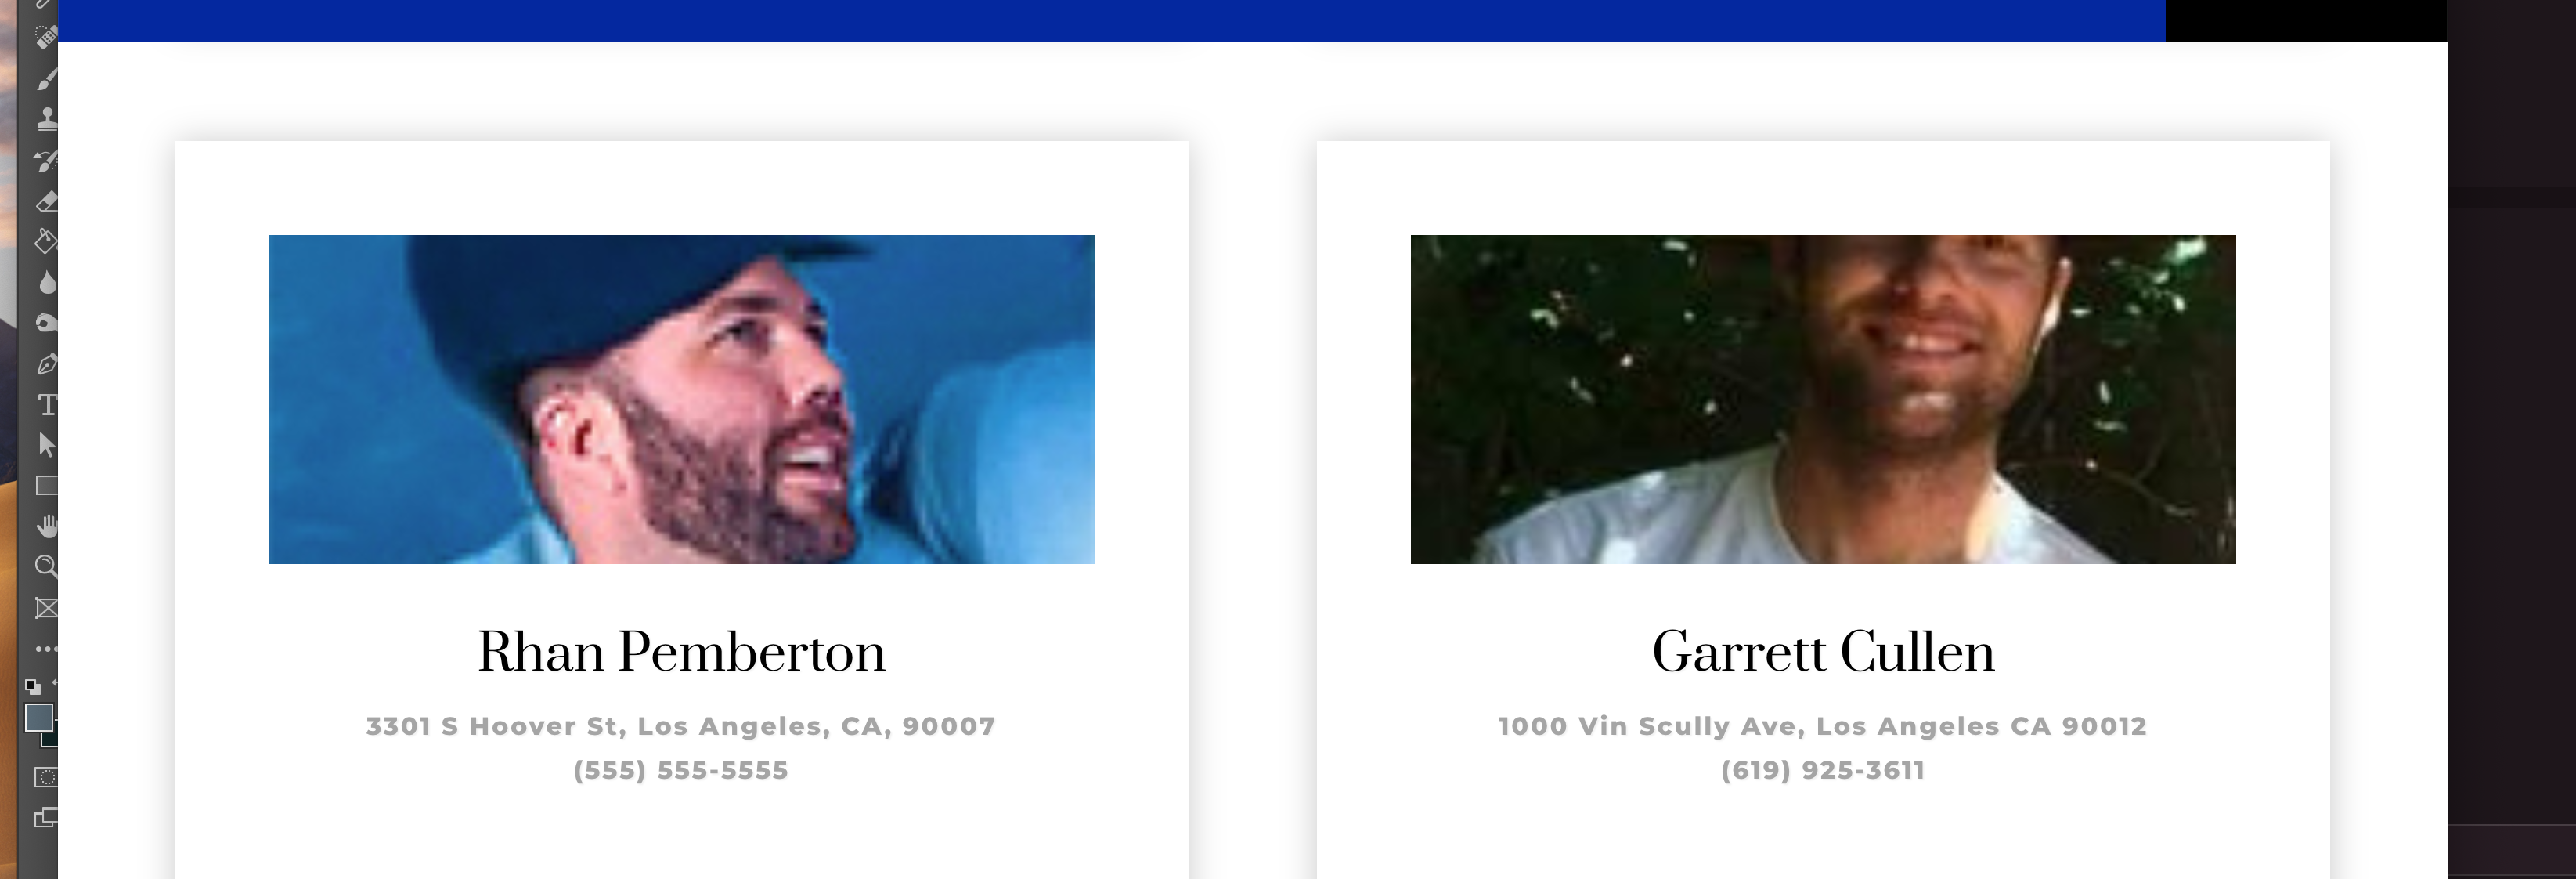 Rhan Pemberton
3301 S Hoover St, Los Angeles, CA, 90007
(555) 555-5555
Garrett Cullen
1000 Vin Scully Ave, Los Angeles CA 90012
(619) 925-3611